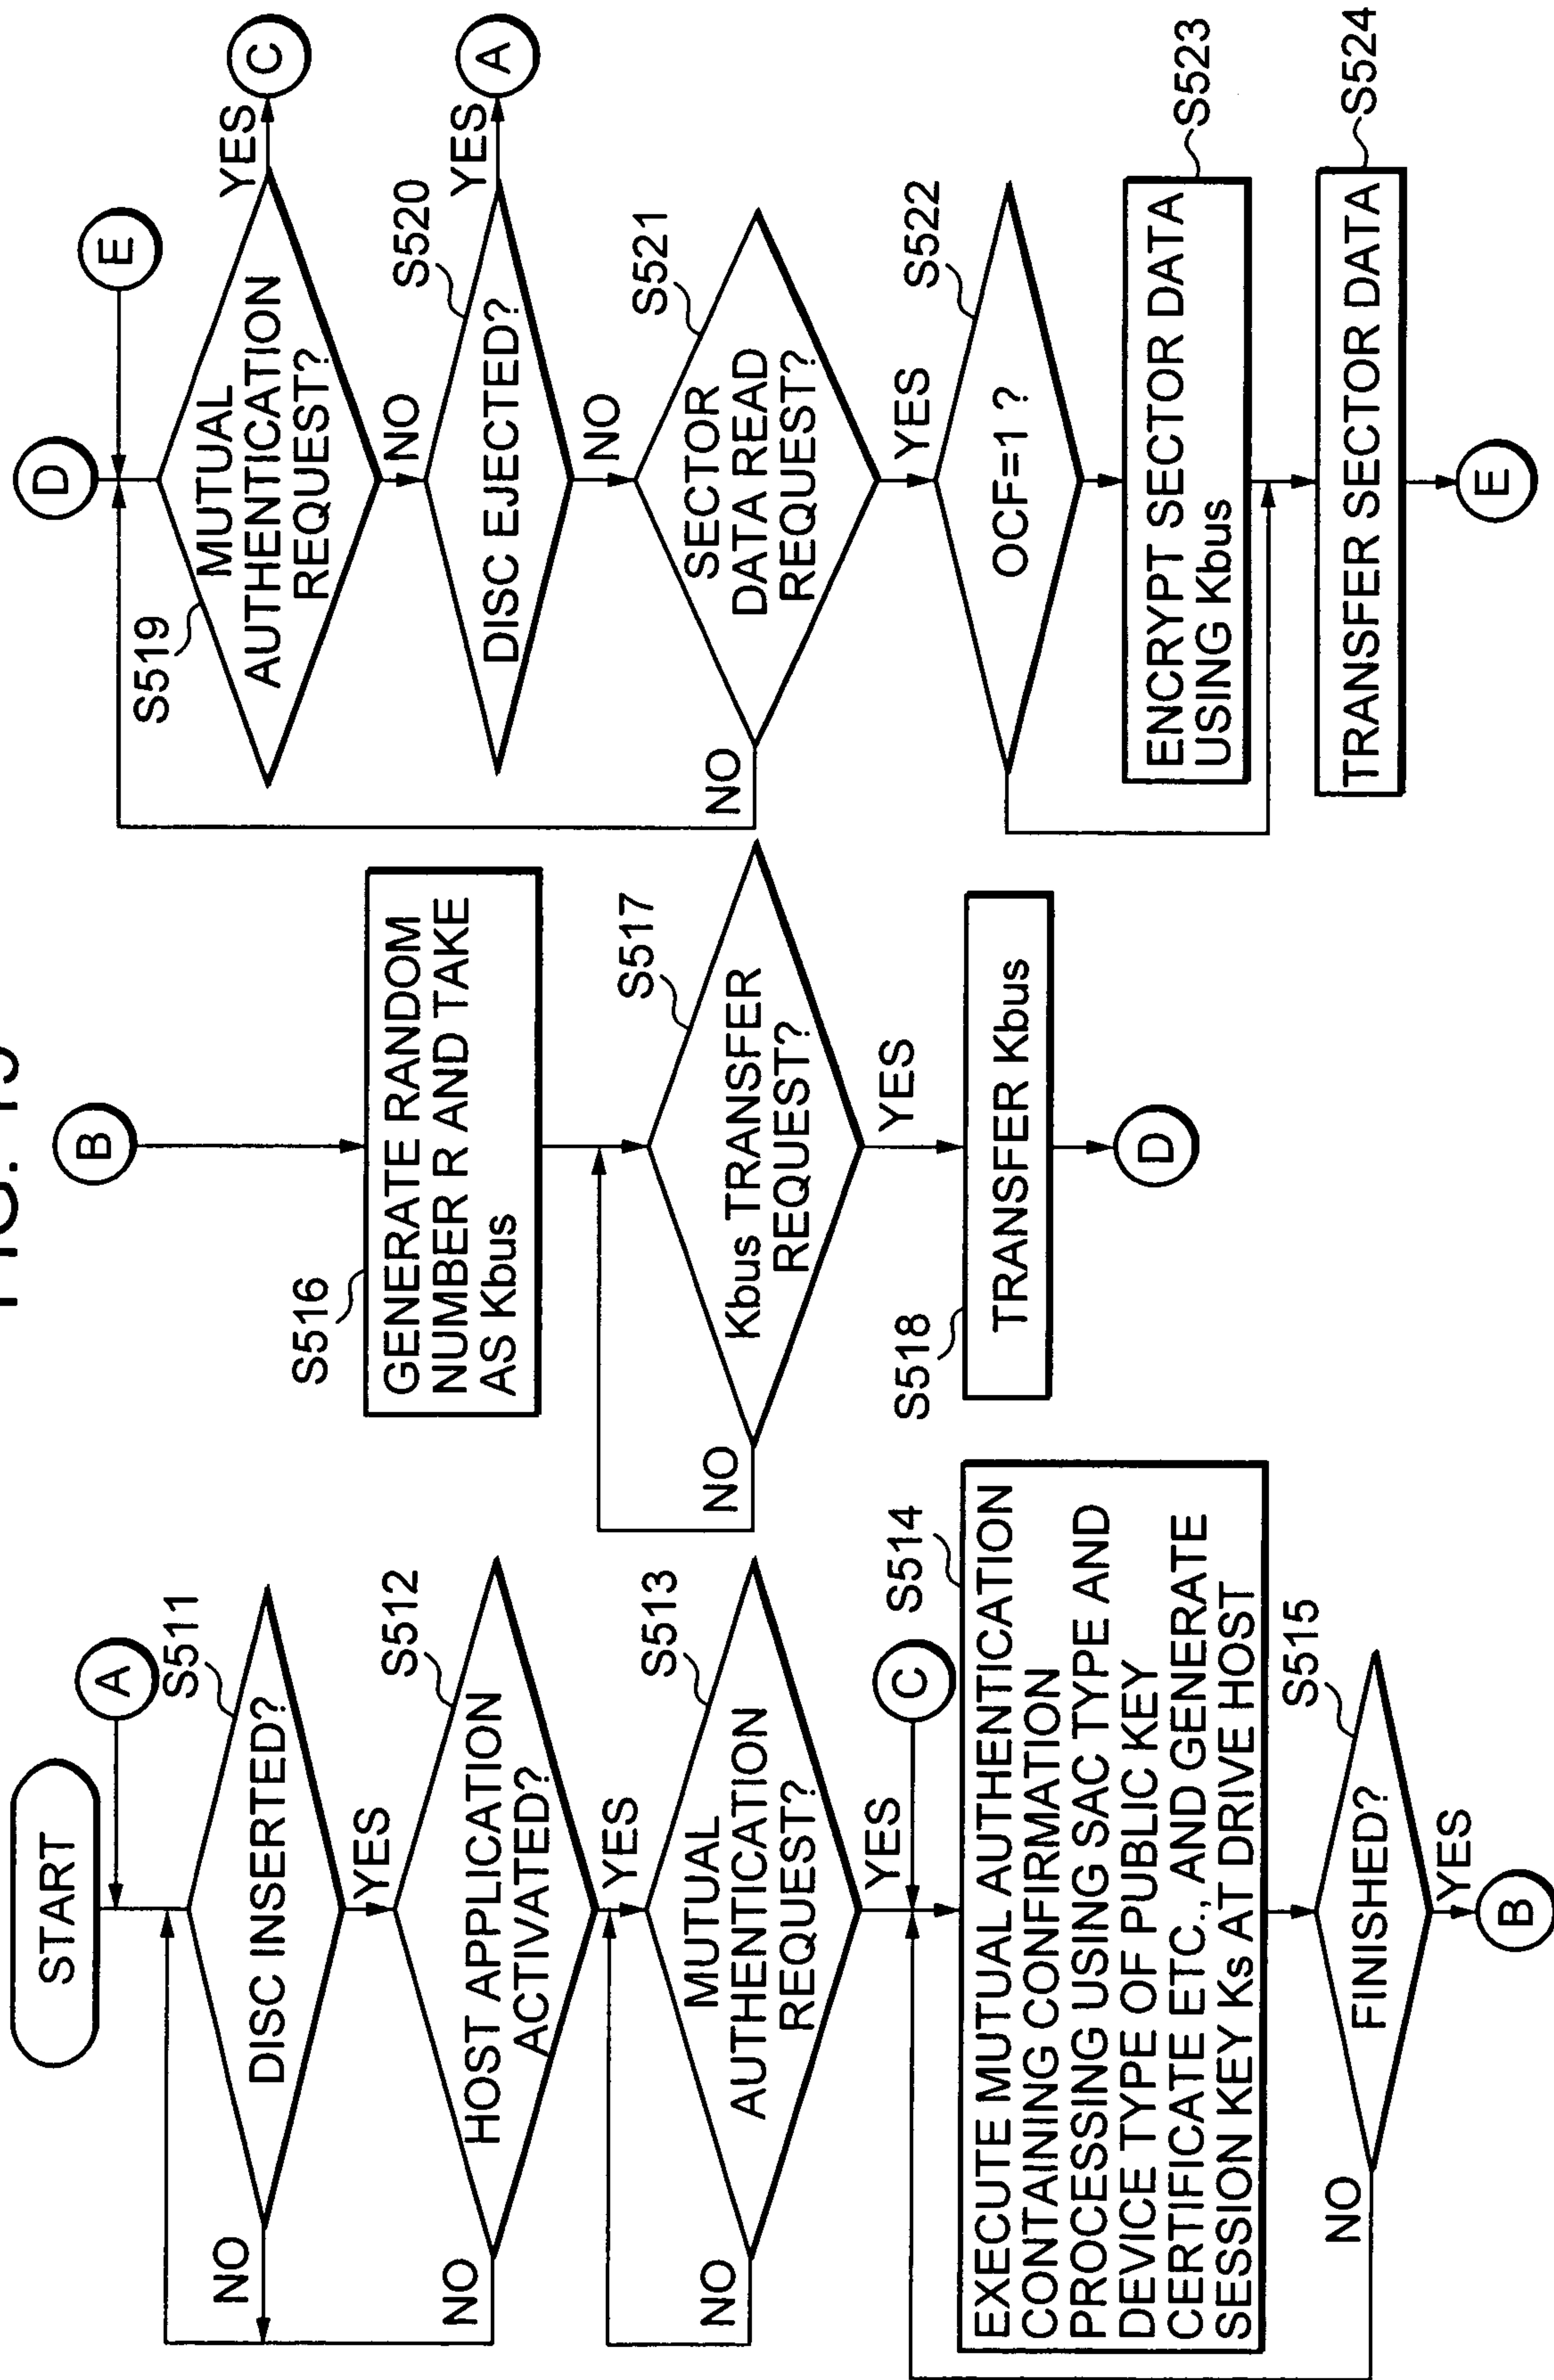 START
A
S511
DISC INSERTED?
NO
YES
S512
HOST APPLICATION
ACTIVATED?
NO
YES
S513
MUTUAL
AUTHENTICATION
REQUEST?
NO
YES
C
S514
EXECUTE MUTUAL AUTHENTICATION
CONTAINING CONFIRMATION
PROCESSING USING SAC TYPE AND
DEVICE TYPE OF PUBLIC KEY
CERTIFICATE ETC., AND GENERATE
SESSION KEY Ks AT DRIVE HOST
S515
FINISHED?
NO
YES
B
B
S516
GENERATE RANDOM
NUMBER R AND TAKE
AS Kbus
S517
Kbus TRANSFER
REQUEST?
NO
YES
S518
TRANSFER Kbus
D
D
E
S519
MUTUAL
AUTHENTICATION
REQUEST?
YES
C
NO
S520
DISC EJECTED?
YES
A
NO
S521
SECTOR
DATA READ
REQUEST?
NO
YES
S522
OCF=1 ?
S523
ENCRYPT SECTOR DATA
USING Kbus
S524
TRANSFER SECTOR DATA
E